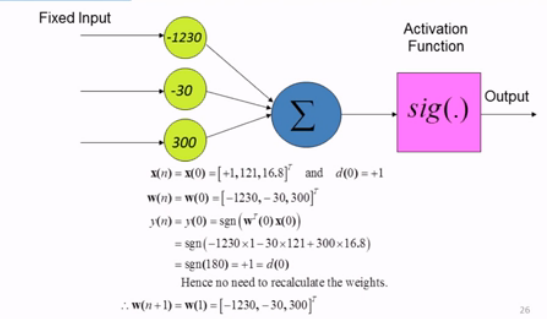 Fixed Input
Activation
Function
-1230
-30
300
Σ
sig(.)
Output
x(n) = x(0) = [+1, 121, 16.8]ᵀ and d(0) = +1
w(n) = w(0) = [-1230, -30, 300]ᵀ
y(n) = y(0) = sgn(wᵀ(0)x(0))
= sgn(-1230×1-30×121+300×16.8)
= sgn(180) = +1 = d(0)
Hence no need to recalculate the weights.
∴ w(n+1) = w(1) = [-1230, -30, 300]ᵀ
26